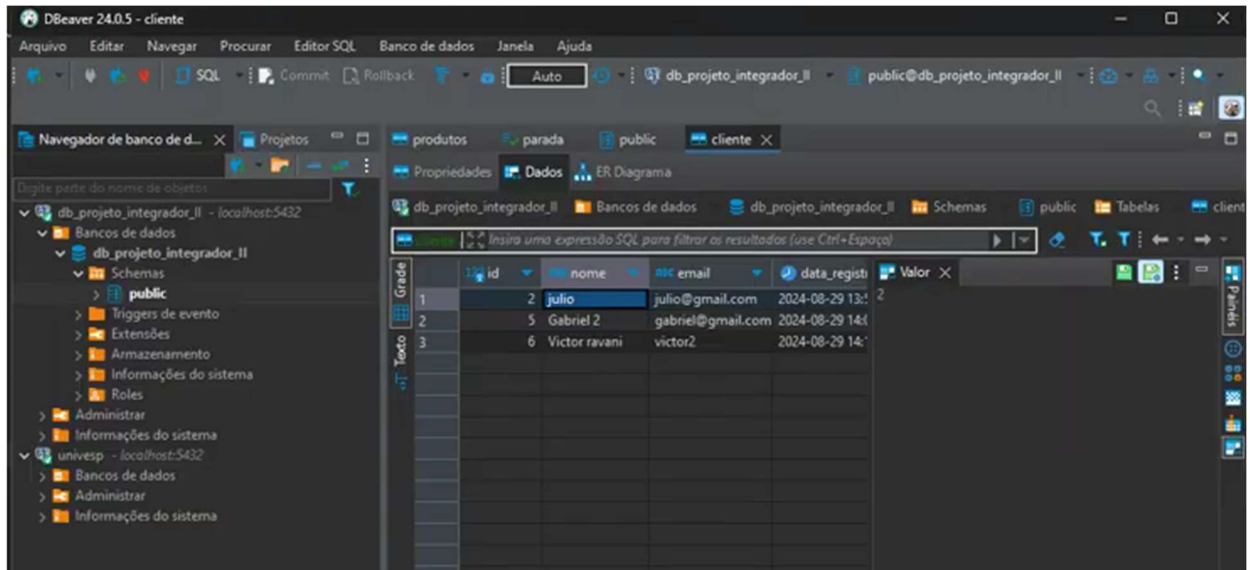 DBeaver 24.0.5 - cliente
Arquivo Editar Navegar Procurar Editor SQL Banco de dados Janela Ajuda
SQL Commit Rollback Auto db_projeto_integrador_II public@db_projeto_integrador_II
Navegador de banco de d... Projetos
produtos parada public cliente
Propriedades Dados ER Diagrama
Digite parte do nome de objetos
db_projeto_integrador_II Bancos de dados db_projeto_integrador_II Schemas public Tabelas client
Insira uma expressão SQL para filtrar os resultados (use Ctrl+Espaço)
db_projeto_integrador_II - localhost:5432
Bancos de dados
db_projeto_integrador_II
Schemas
public
Triggers de evento
Extensões
Armazenamento
Informações do sistema
Roles
Administrar
Informações do sistema
univesp - localhost:5432
Bancos de dados
Administrar
Informações do sistema
Grade
Texto
123 id nome email data_regist
1 2 julio julio@gmail.com 2024-08-29 13:
2 5 Gabriel 2 gabriel@gmail.com 2024-08-29 14:
3 6 Victor ravani victor2 2024-08-29 14:
Valor
2
Painéis